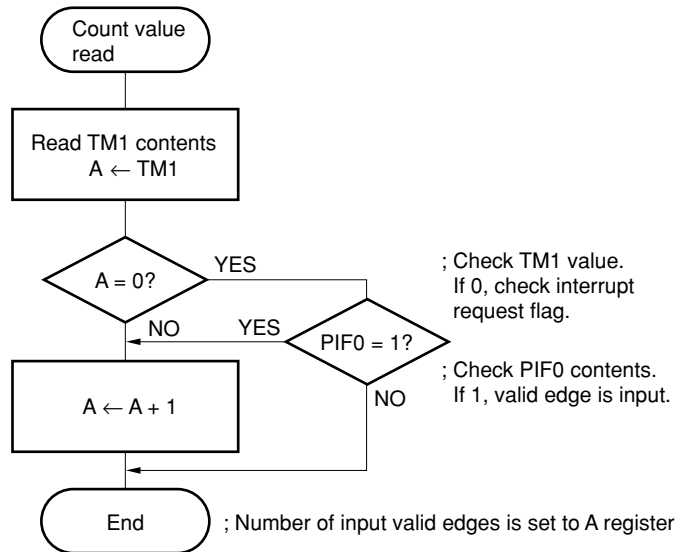 Count value
read
Read TM1 contents
A ← TM1
A = 0?
YES
; Check TM1 value.
If 0, check interrupt
request flag.
NO
YES
PIF0 = 1?
; Check PIF0 contents.
If 1, valid edge is input.
NO
A ← A + 1
End
; Number of input valid edges is set to A register